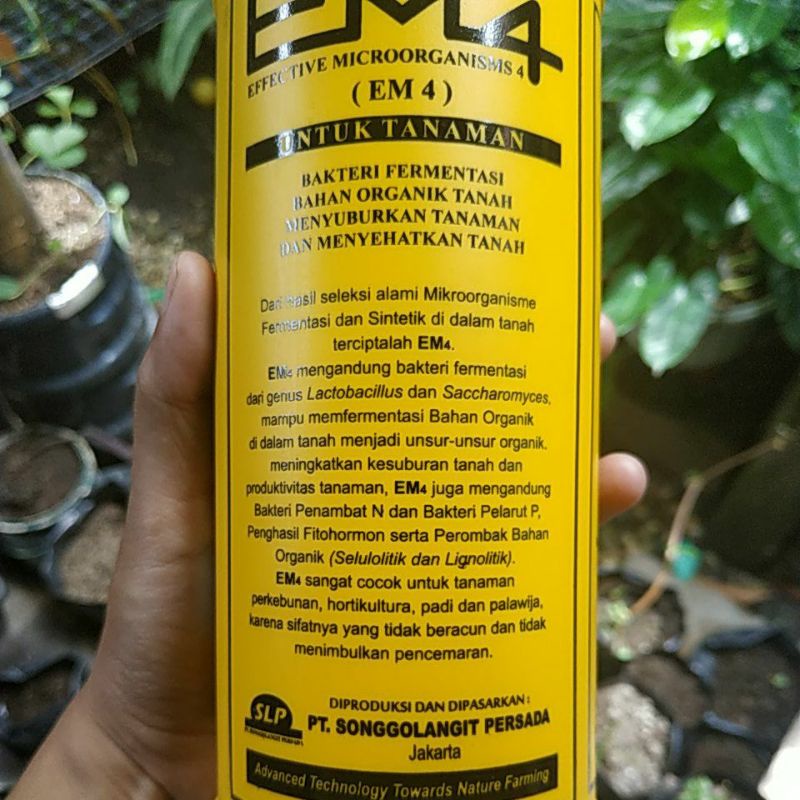 EM4
EFFECTIVE MICROORGANISMS 4
( EM 4 )
UNTUK TANAMAN
BAKTERI FERMENTASI
BAHAN ORGANIK TANAH
MENYUBURKAN TANAMAN
DAN MENYEHATKAN TANAH
Dari hasil seleksi alami Mikroorganisme
Fermentasi dan Sintetik di dalam tanah
terciptalah EM4.
EM4 mengandung bakteri fermentasi
dari genus Lactobacillus dan Saccharomyces,
mampu memfermentasi Bahan Organik
di dalam tanah menjadi unsur-unsur organik.
meningkatkan kesuburan tanah dan
produktivitas tanaman, EM4 juga mengandung
Bakteri Penambat N dan Bakteri Pelarut P,
Penghasil Fitohormon serta Perombak Bahan
Organik (Selulolitik dan Lignolitik).
EM4 sangat cocok untuk tanaman
perkebunan, hortikultura, padi dan palawija,
karena sifatnya yang tidak beracun dan tidak
menimbulkan pencemaran.
SLP
PT. SONGGOLANGIT PERSADA
DIPRODUKSI DAN DIPASARKAN :
PT. SONGGOLANGIT PERSADA
Jakarta
Advanced Technology Towards Nature Farming